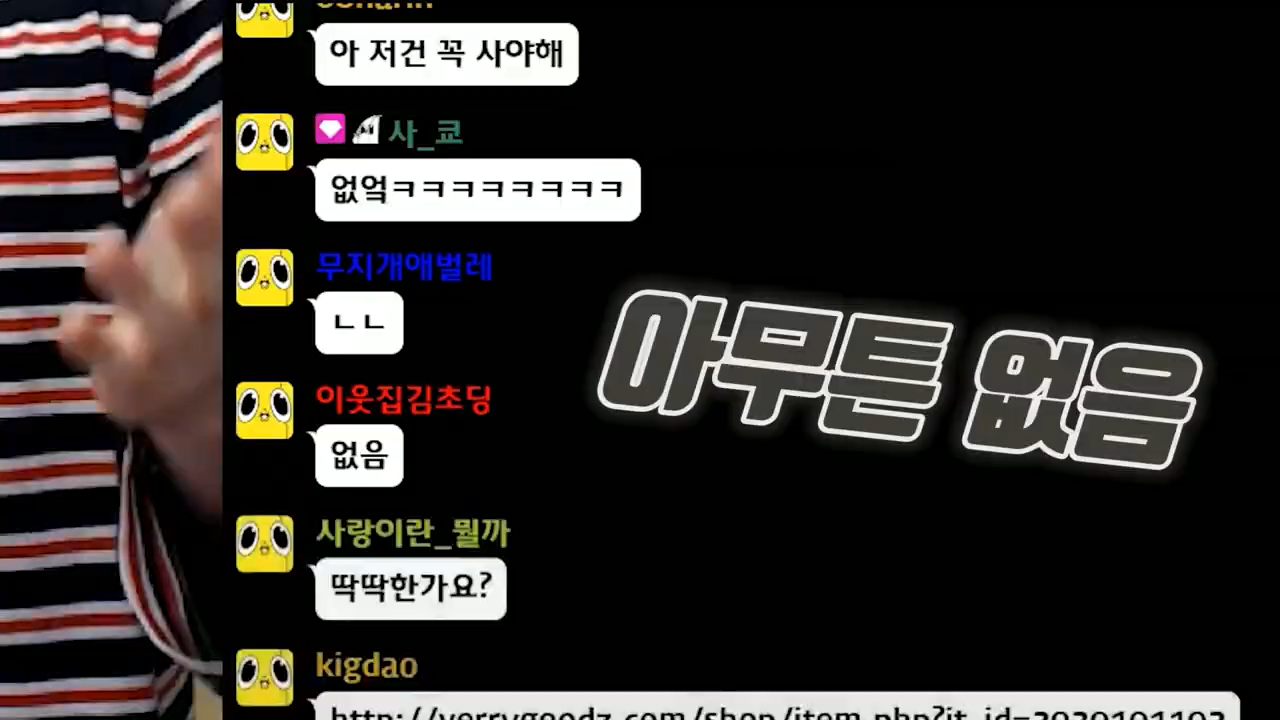 아 저건 꼭 사야해
사_쿄
없엌ㅋㅋㅋㅋㅋㅋㅋㅋ
무지개애벌레
ㄴㄴ
아무튼 없음
이웃집김초딩
없음
사랑이란_뭘까
딱딱한가요?
kigdao